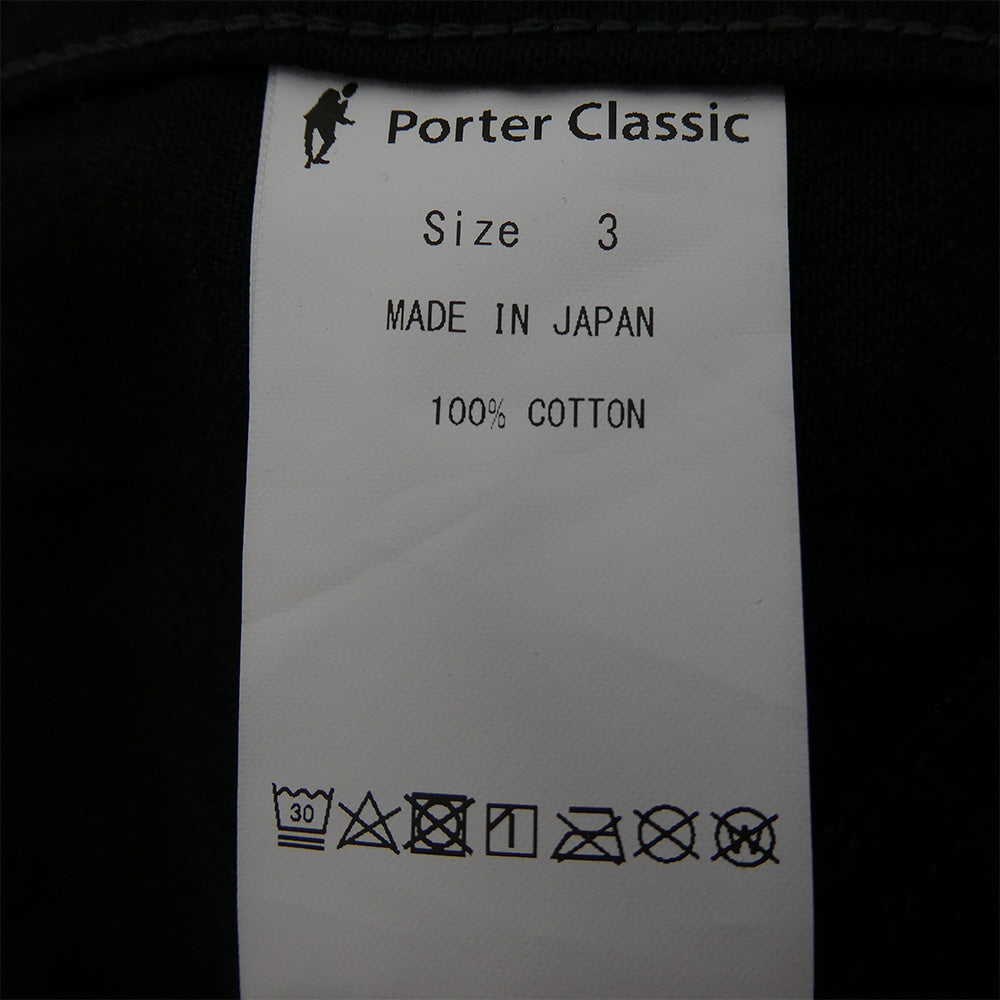 Porter Classic
Size 3
MADE IN JAPAN
100% COTTON
30
W